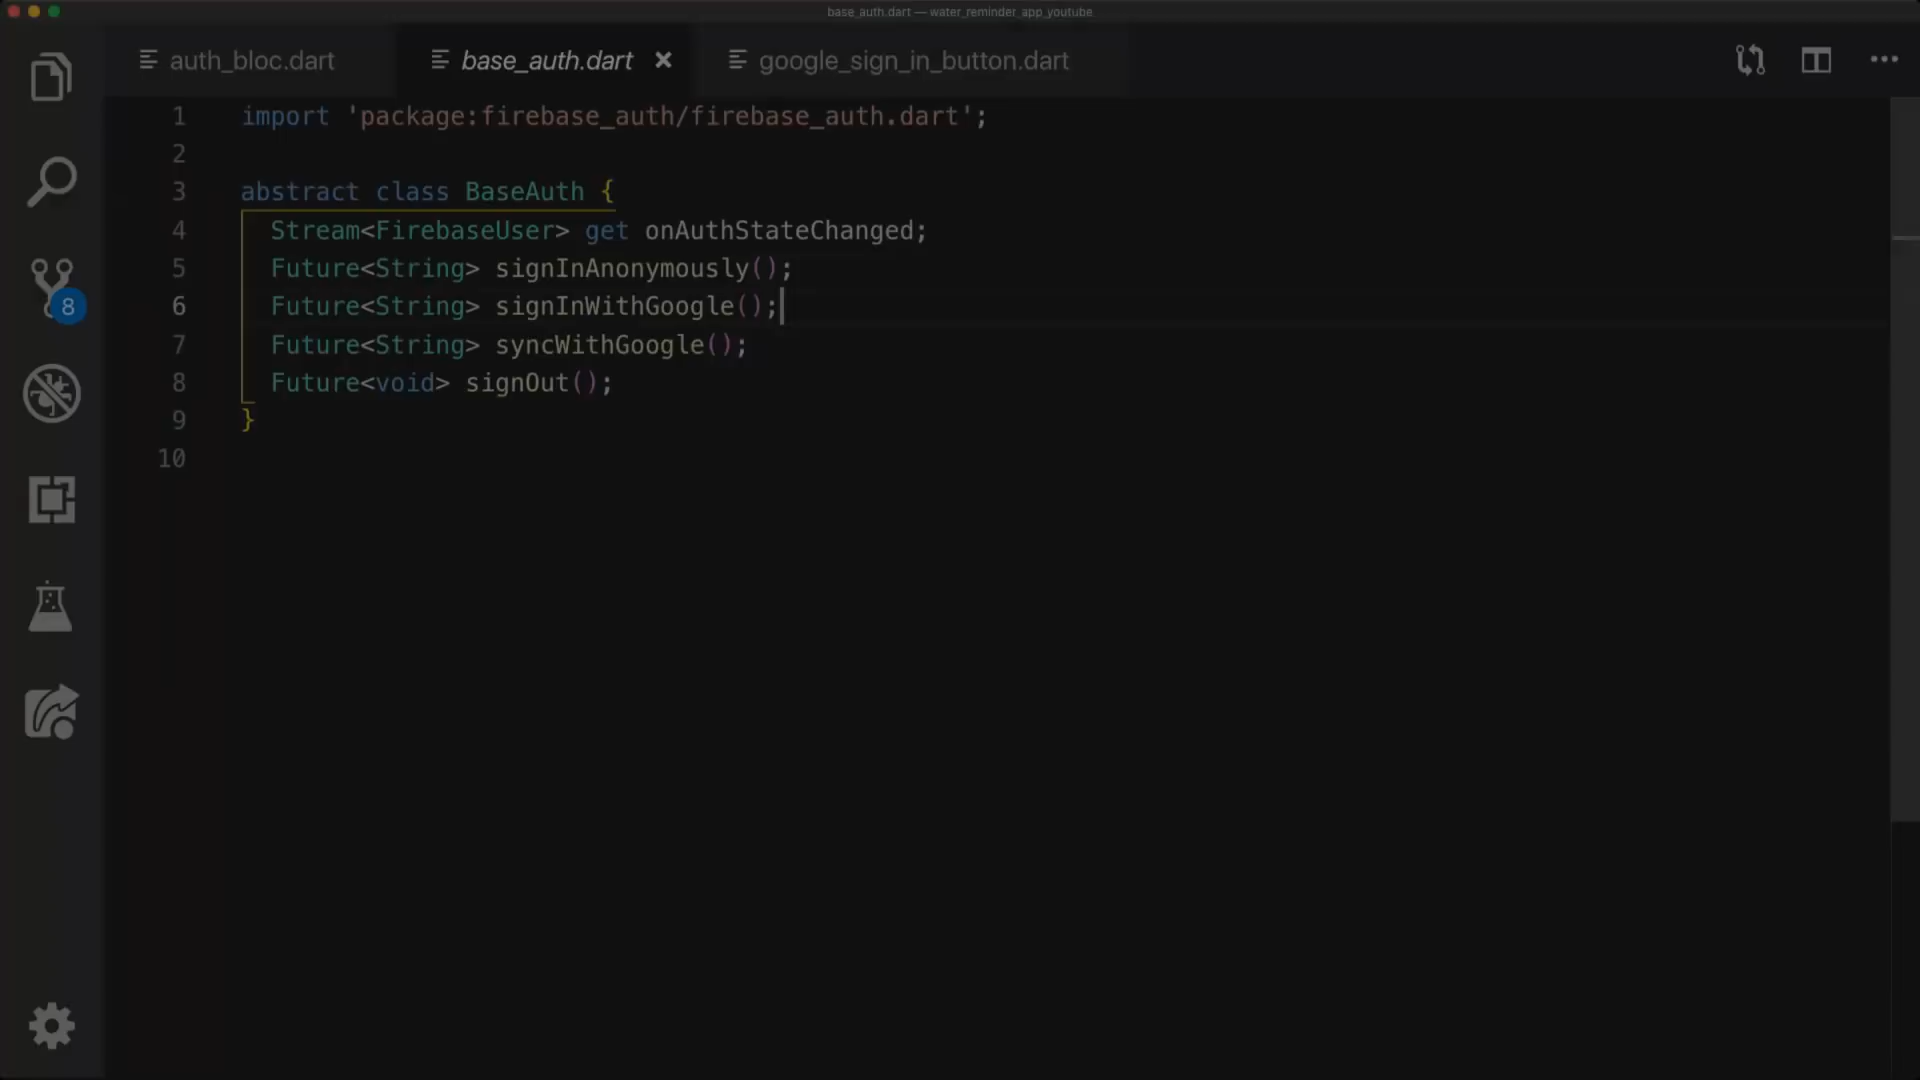 base_auth.dart — water_reminder_app_youtube
auth_bloc.dart
base_auth.dart
google_sign_in_button.dart
1 import 'package:firebase_auth/firebase_auth.dart';
2
3 abstract class BaseAuth {
4 Stream<FirebaseUser> get onAuthStateChanged;
5 Future<String> signInAnonymously();
6 Future<String> signInWithGoogle();
7 Future<String> syncWithGoogle();
8 Future<void> signOut();
9 }
10
8